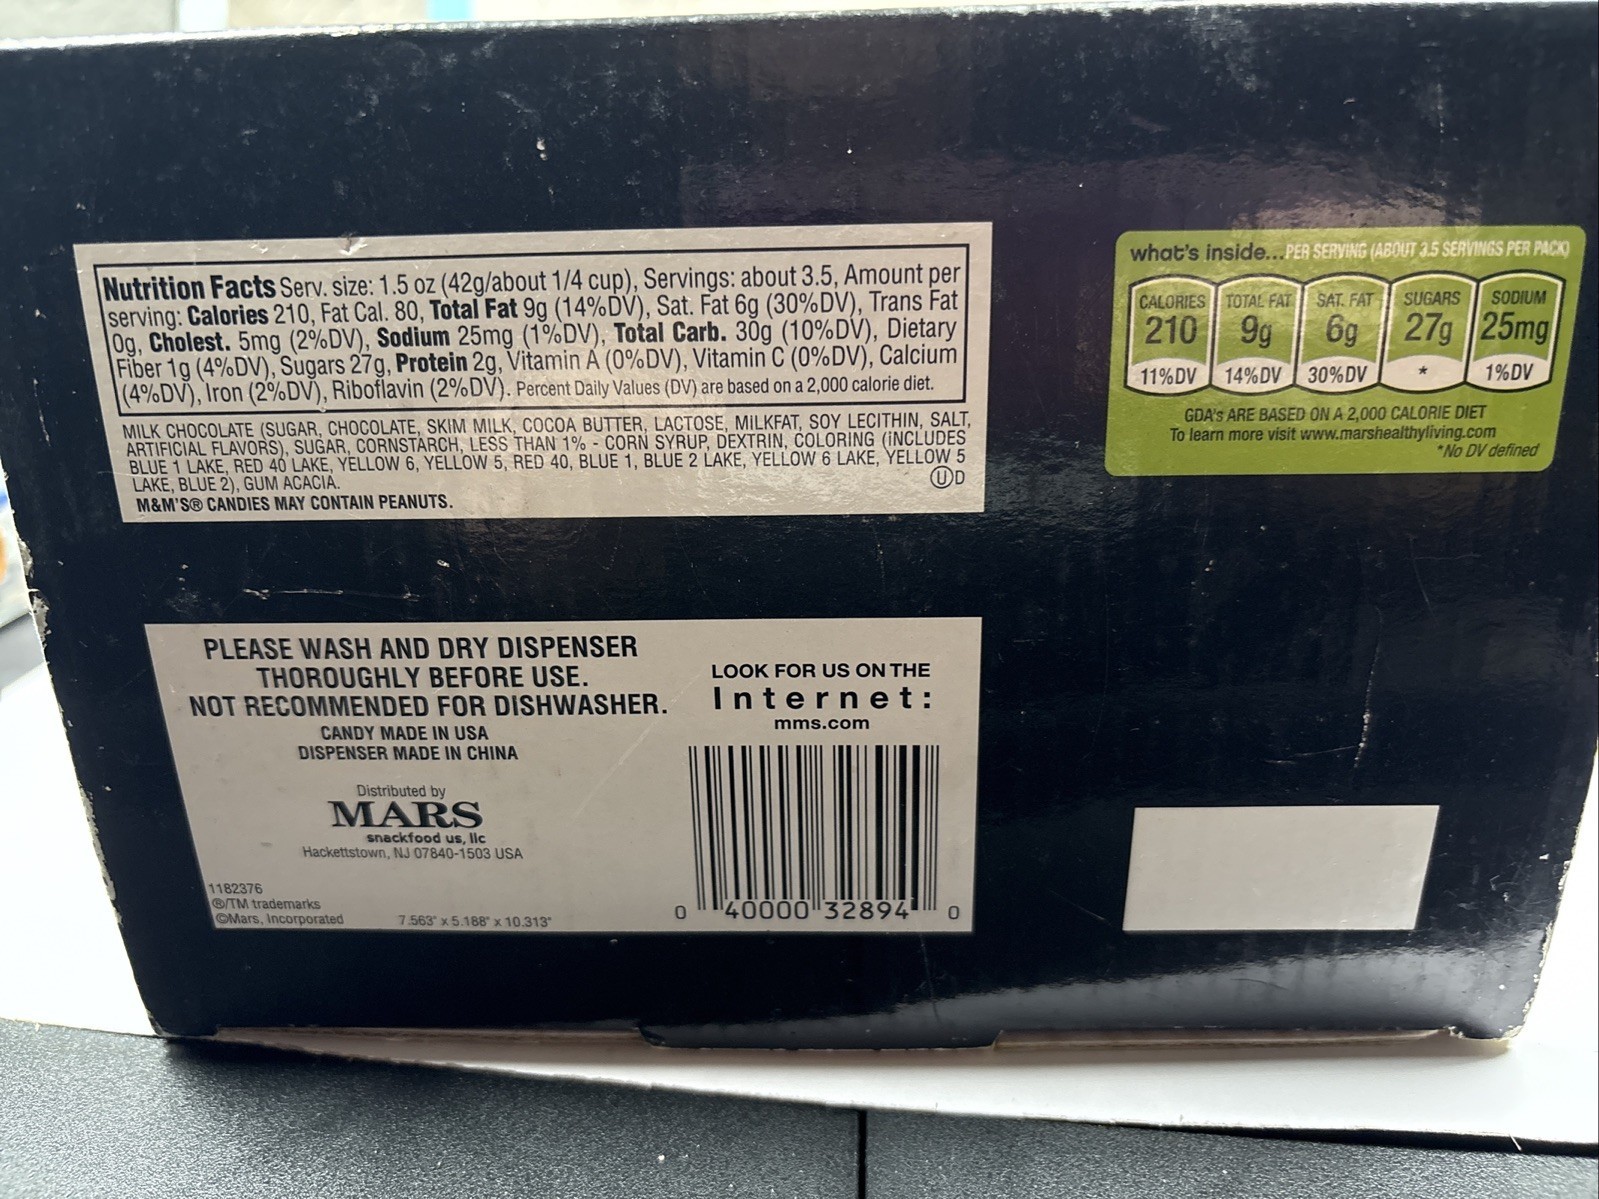 Nutrition Facts Serv. size: 1.5 oz (42g/about 1/4 cup), Servings: about 3.5, Amount per
serving: Calories 210, Fat Cal. 80, Total Fat 9g (14%DV), Sat. Fat 6g (30%DV), Trans Fat
0g, Cholest. 5mg (2%DV), Sodium 25mg (1%DV), Total Carb. 30g (10%DV), Dietary
Fiber 1g (4%DV), Sugars 27g, Protein 2g, Vitamin A (0%DV), Vitamin C (0%DV), Calcium
(4%DV), Iron (2%DV), Riboflavin (2%DV). Percent Daily Values (DV) are based on a 2,000 calorie diet.
MILK CHOCOLATE (SUGAR, CHOCOLATE, SKIM MILK, COCOA BUTTER, LACTOSE, MILKFAT, SOY LECITHIN, SALT,
ARTIFICIAL FLAVORS), SUGAR, CORNSTARCH, LESS THAN 1% - CORN SYRUP, DEXTRIN, COLORING (iNCLUDES
BLUE 1 LAKE, RED 40 LAKE, YELLOW 6, YELLOW 5, RED 40, BLUE 1, BLUE 2 LAKE, YELLOW 6 LAKE, YELLOW 5
LAKE, BLUE 2), GUM ACACIA.
ⓊD
M&M'S® CANDIES MAY CONTAIN PEANUTS.
what's inside...PER SERVING (ABOUT 3.5 SERVINGS PER PACK)
CALORIES TOTAL FAT SAT. FAT SUGARS SODIUM
210 9g 6g 27g 25mg
11%DV 14%DV 30%DV * 1%DV
GDA's ARE BASED ON A 2,000 CALORIE DIET
To learn more visit www.marshealthyliving.com
*No DV defined
PLEASE WASH AND DRY DISPENSER
THOROUGHLY BEFORE USE.
NOT RECOMMENDED FOR DISHWASHER.
CANDY MADE IN USA
DISPENSER MADE IN CHINA
Distributed by
MARS
snackfood us, llc
Hackettstown, NJ 07840-1503 USA
1182376
®/TM trademarks
©Mars, Incorporated
7.563" x 5.188" x 10.313"
LOOK FOR US ON THE
Internet:
mms.com
0 40000 32894 0